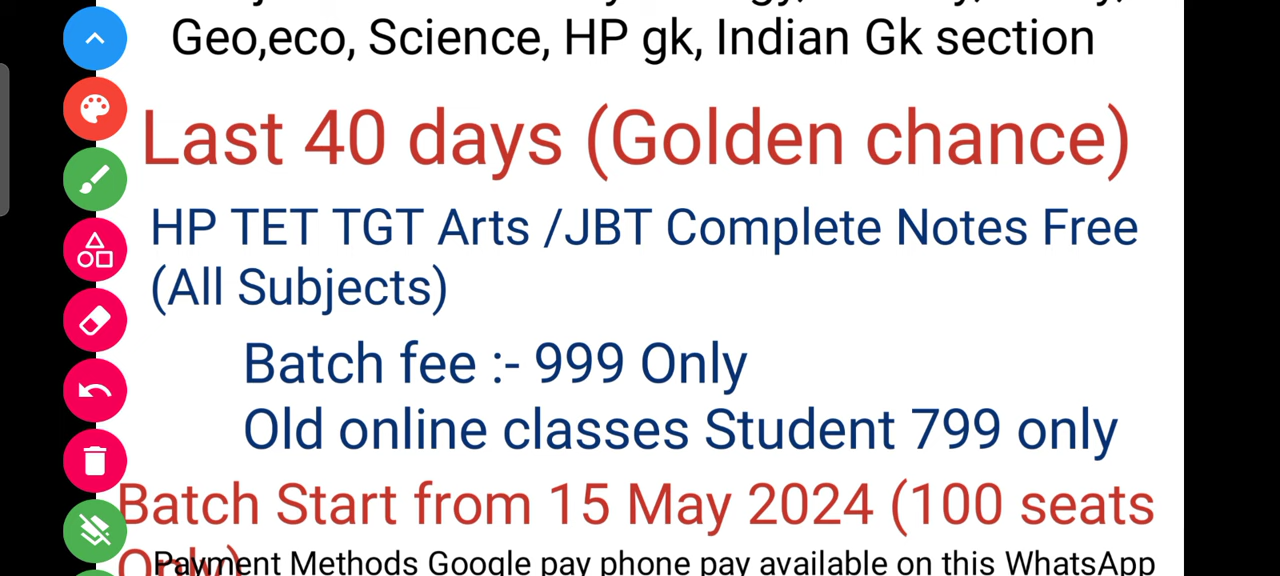 Geo,eco, Science, HP gk, Indian Gk section
Last 40 days (Golden chance)
HP TET TGT Arts /JBT Complete Notes Free
(All Subjects)
Batch fee :- 999 Only
Old online classes Student 799 only
Batch Start from 15 May 2024 (100 seats
Only)
Payment Methods Google pay phone pay available on this WhatsApp